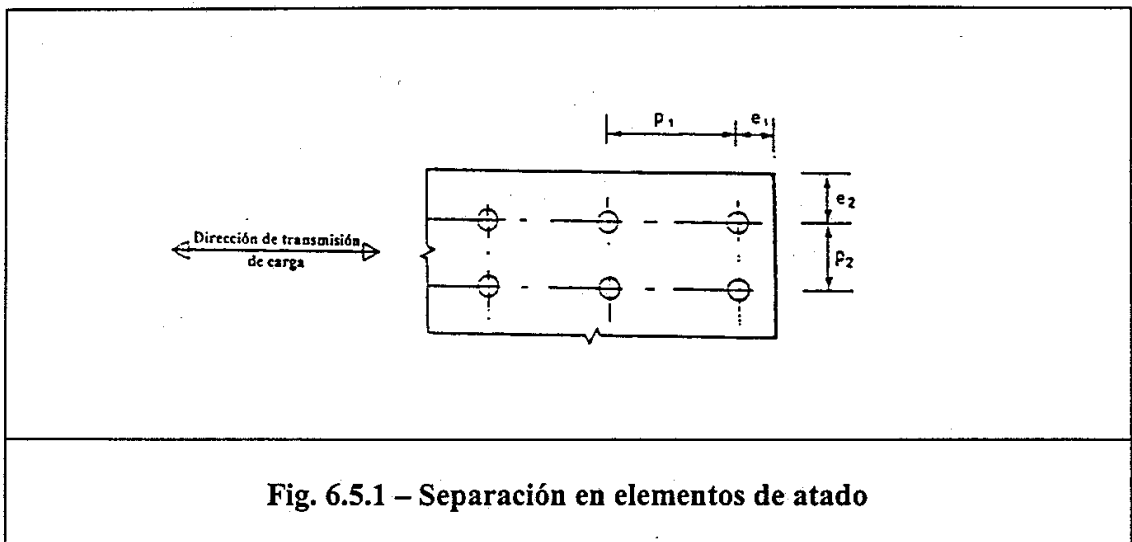 p₁
e₁
e₂
Dirección de transmisión
de carga
p₂
Fig. 6.5.1 – Separación en elementos de atado